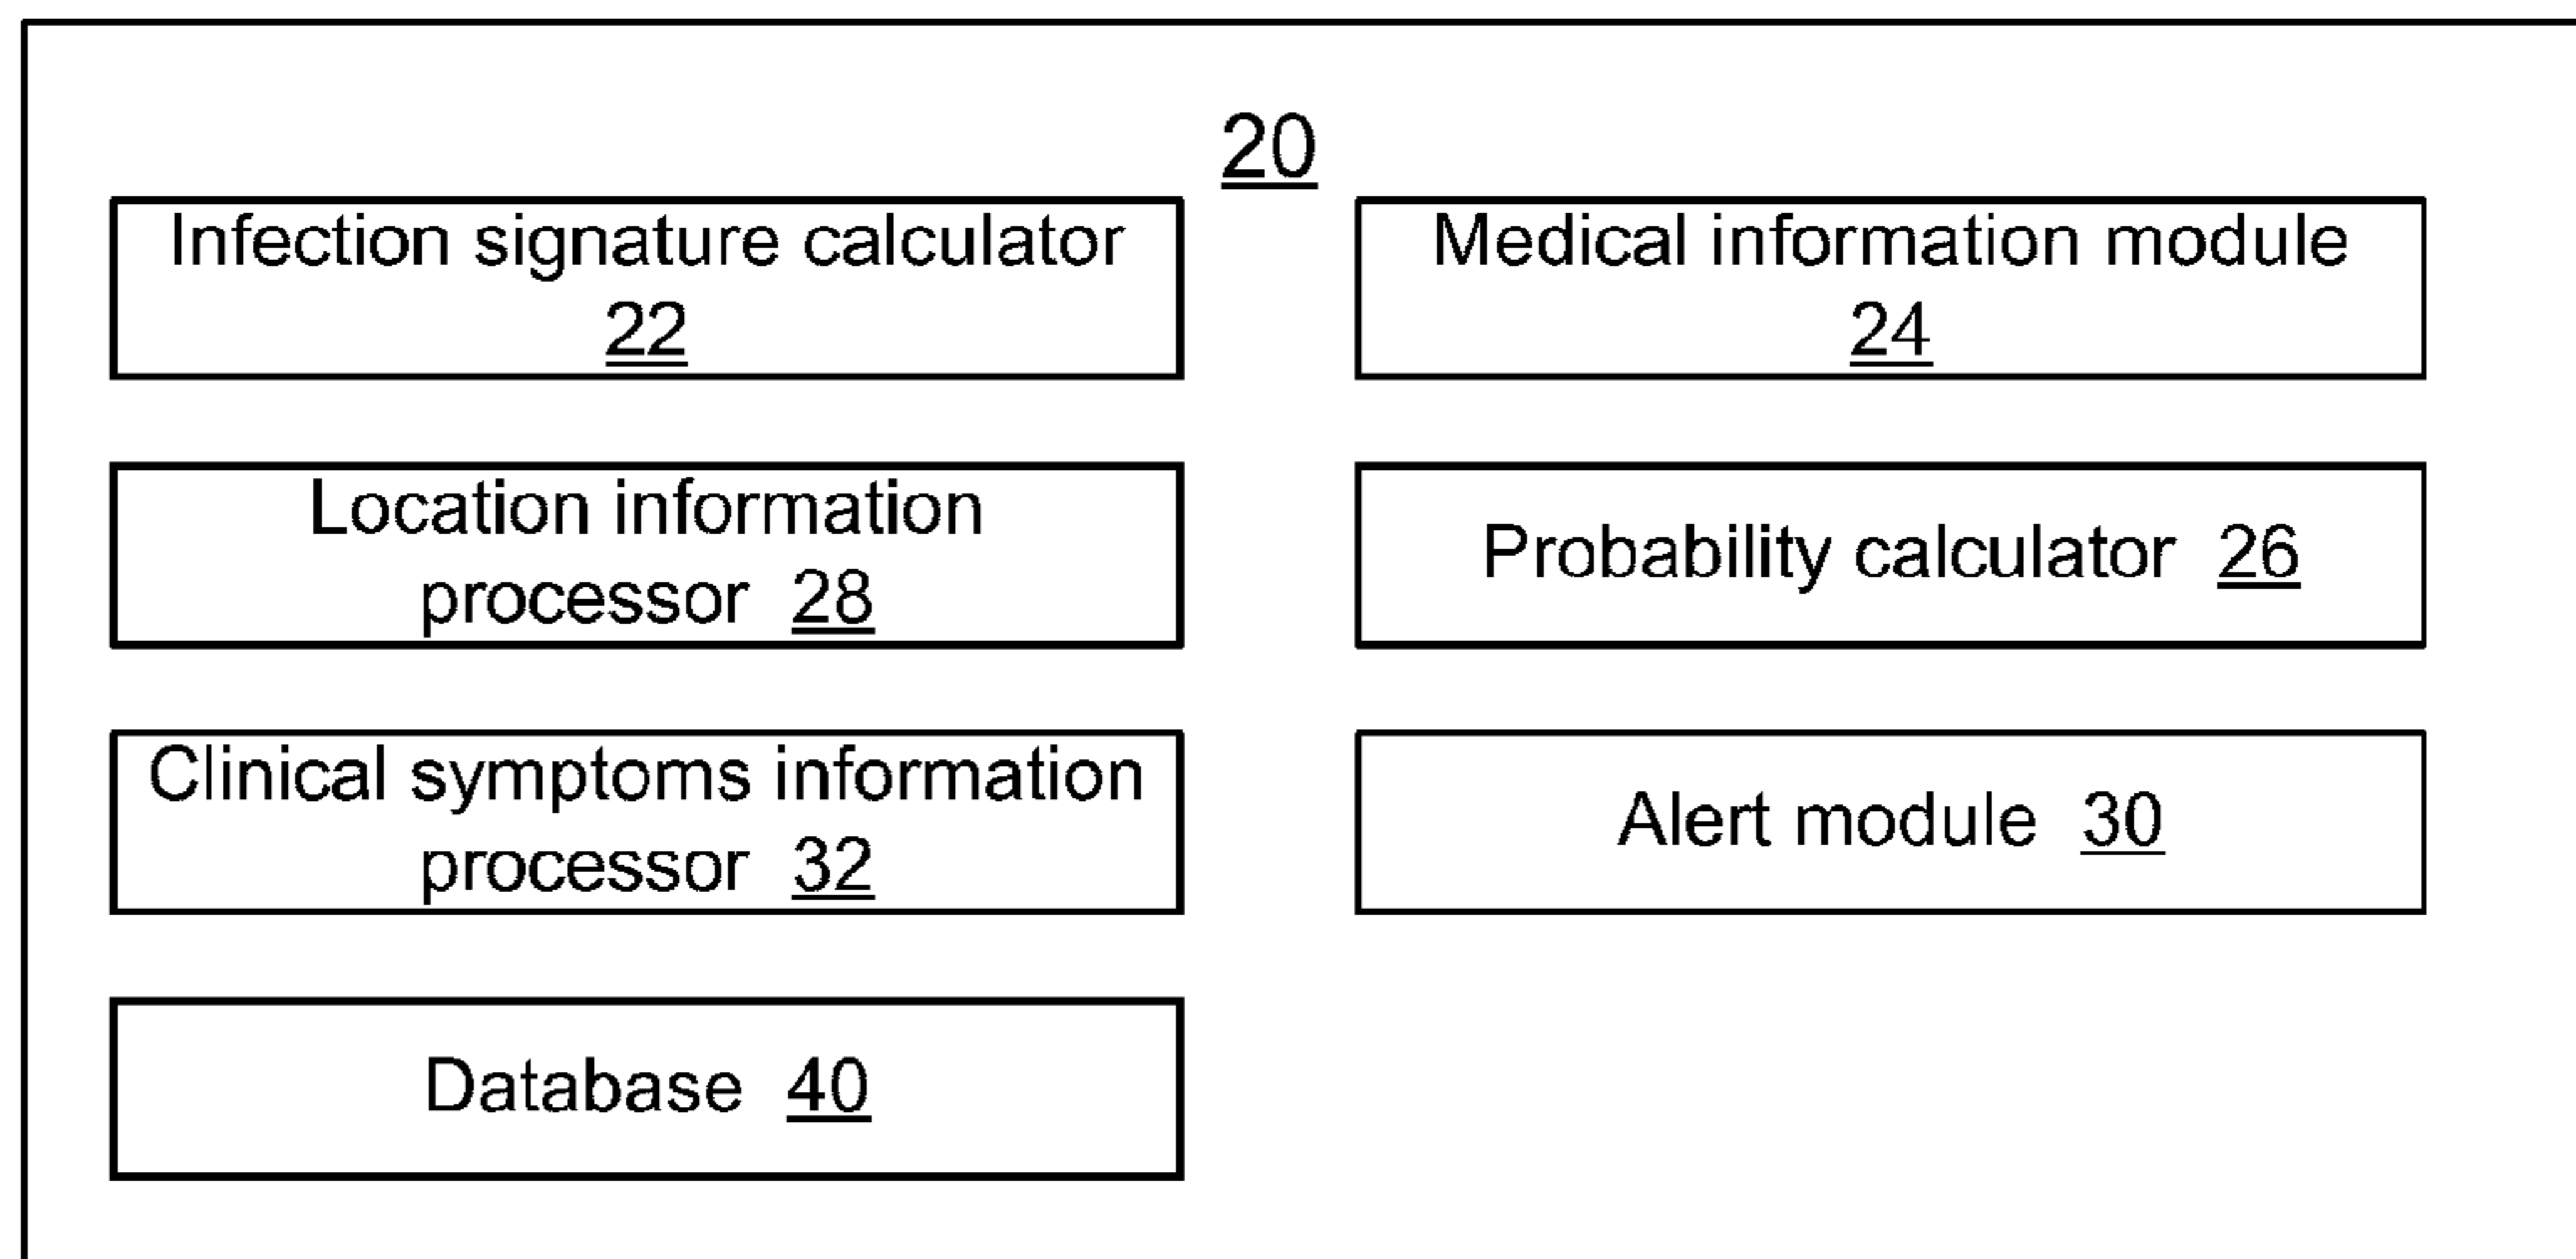 20
Infection signature calculator
22
Medical information module
24
Location information
processor 28
Probability calculator 26
Clinical symptoms information
processor 32
Alert module 30
Database 40